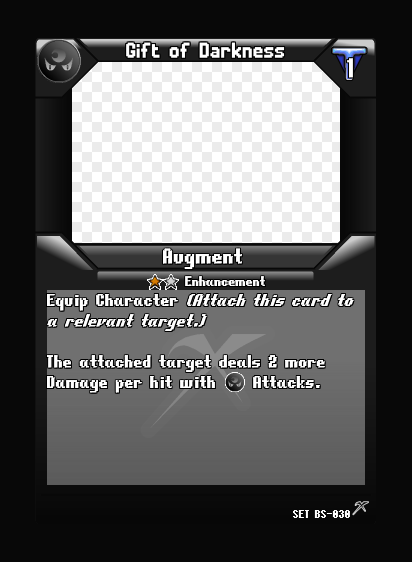 Gift of Darkness
1
Augment
Enhancement
Equip Character (Attach this card to
a relevant target.)
The attached target deals 2 more
Damage per hit with Attacks.
SET BS-030